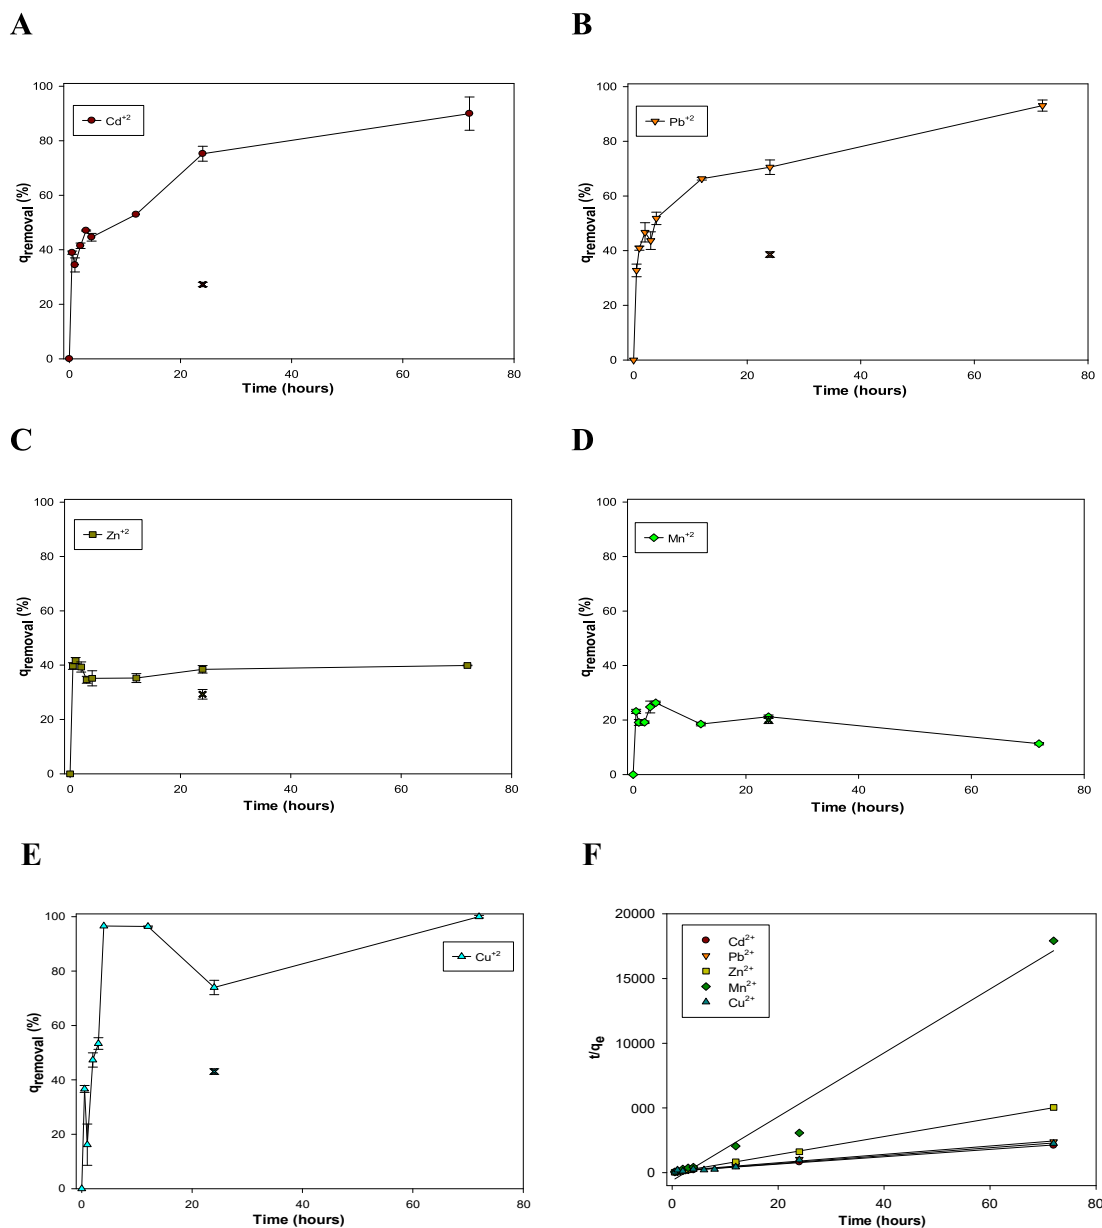 A
B
100
80
60
40
20
0
qremoval (%)
Cd+2
0 20 40 60 80
Time (hours)
100
80
60
40
20
0
qremoval (%)
Pb+2
0 20 40 60 80
Time (hours)
C
D
100
80
60
40
20
0
qremoval (%)
Zn+2
0 20 40 60 80
Time (hours)
100
80
60
40
20
0
qremoval (%)
Mn+2
0 20 40 60 80
Time (hours)
E
F
100
80
60
40
20
0
qremoval (%)
Cu+2
0 20 40 60 80
Time (hours)
20000
15000
10000
000
0
t/qe
Cd2+
Pb2+
Zn2+
Mn2+
Cu2+
0 20 40 60 80
Time (hours)